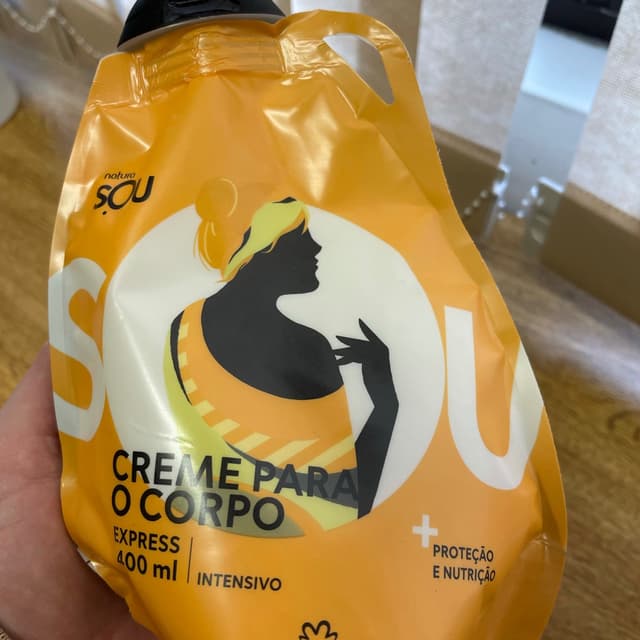 natura
SOU
SOU
CREME PARA
O CORPO
EXPRESS
400 ml
INTENSIVO
+
PROTEÇÃO
E NUTRIÇÃO